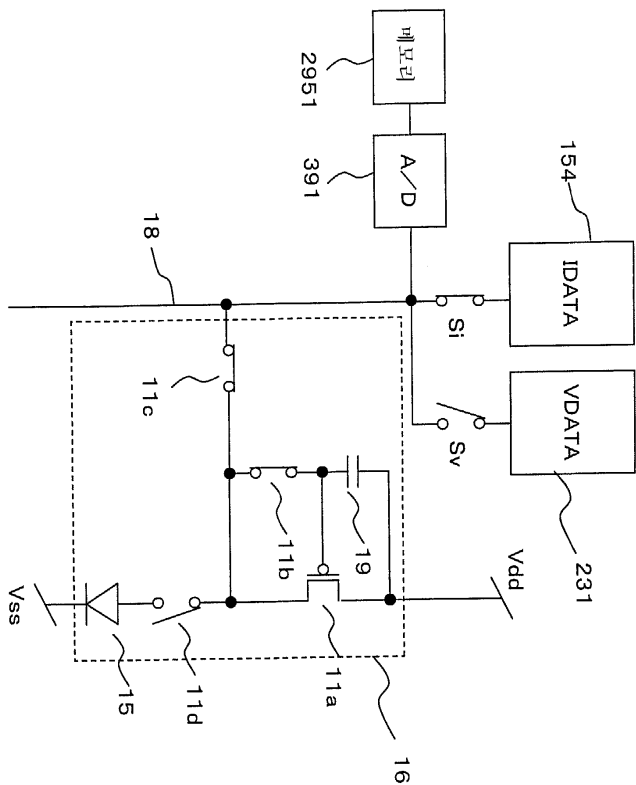 메모리
2951
A/D
391
154
IDATA
VDATA
18
Si
Sv
231
11c
19
11b
Vdd
Vss
15
11d
11a
16